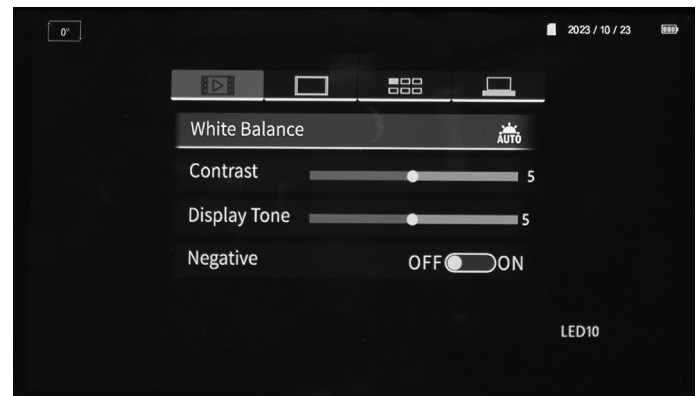 0°
2023 / 10 / 23
White Balance
AUTO
Contrast 5
Display Tone 5
Negative OFF ON
LED10